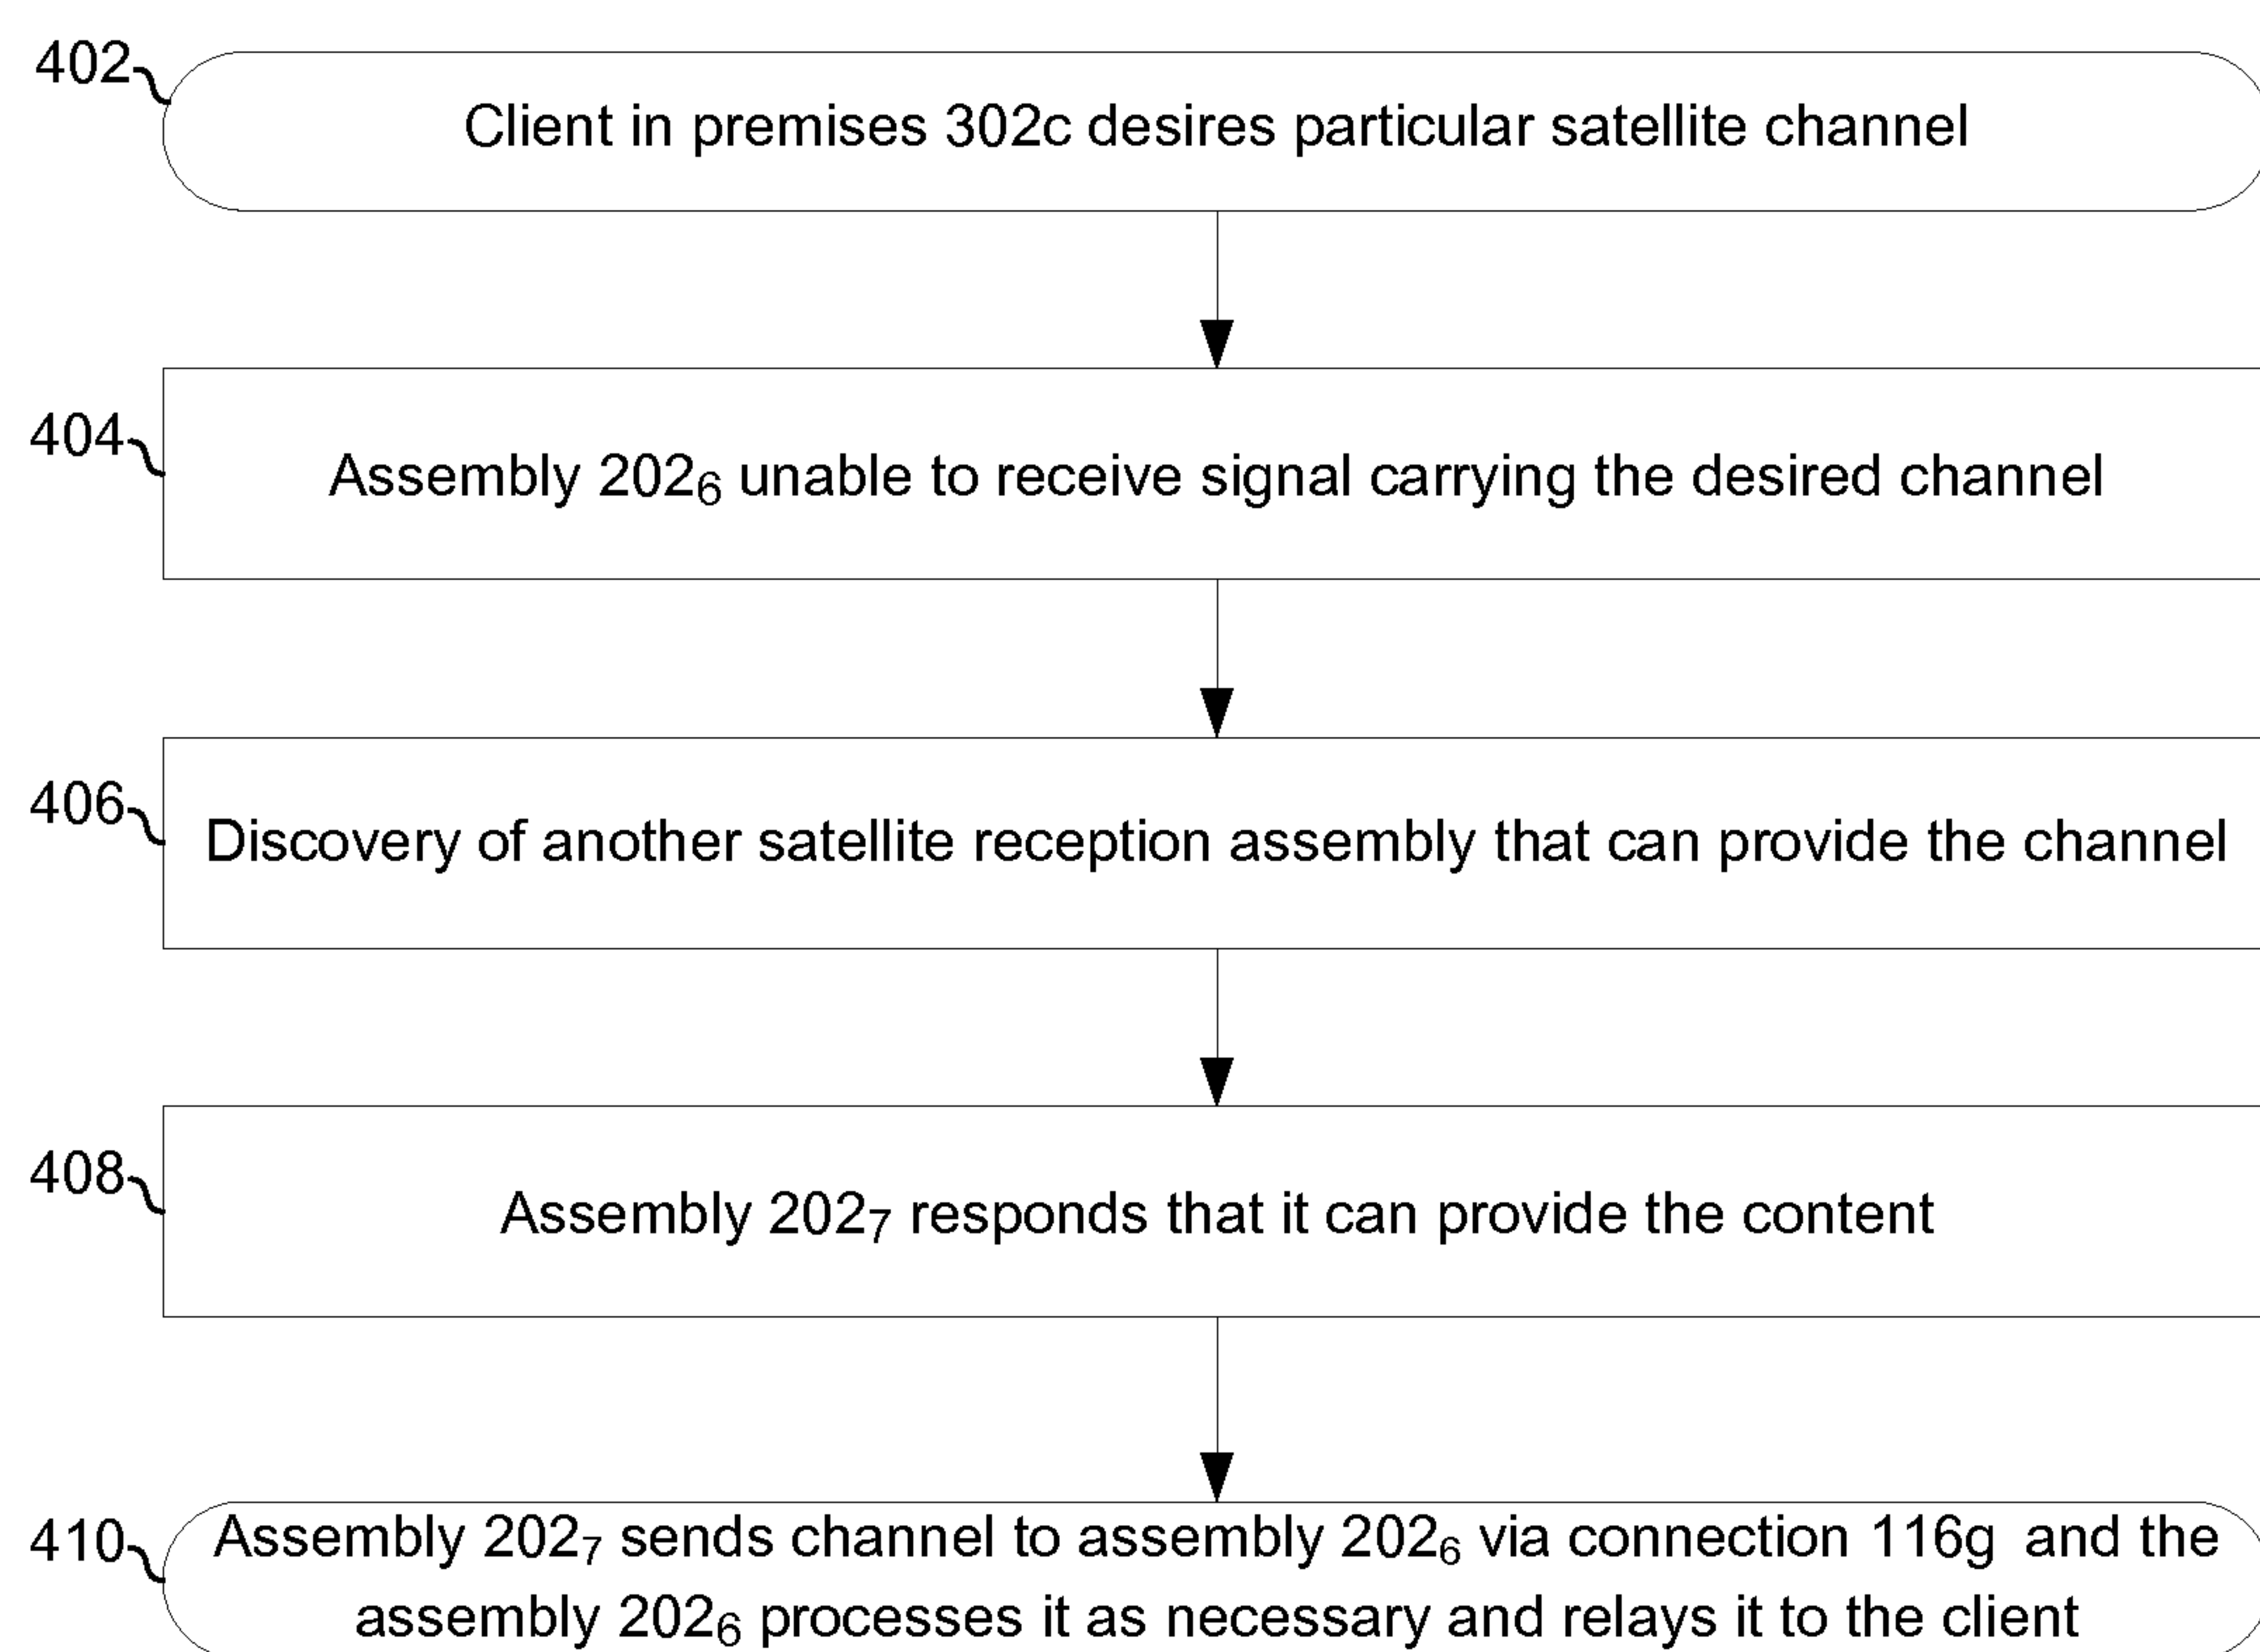 402
Client in premises 302c desires particular satellite channel
404
Assembly 202₆ unable to receive signal carrying the desired channel
406
Discovery of another satellite reception assembly that can provide the channel
408
Assembly 202₇ responds that it can provide the content
410
Assembly 202₇ sends channel to assembly 202₆ via connection 116g and the
assembly 202₆ processes it as necessary and relays it to the client